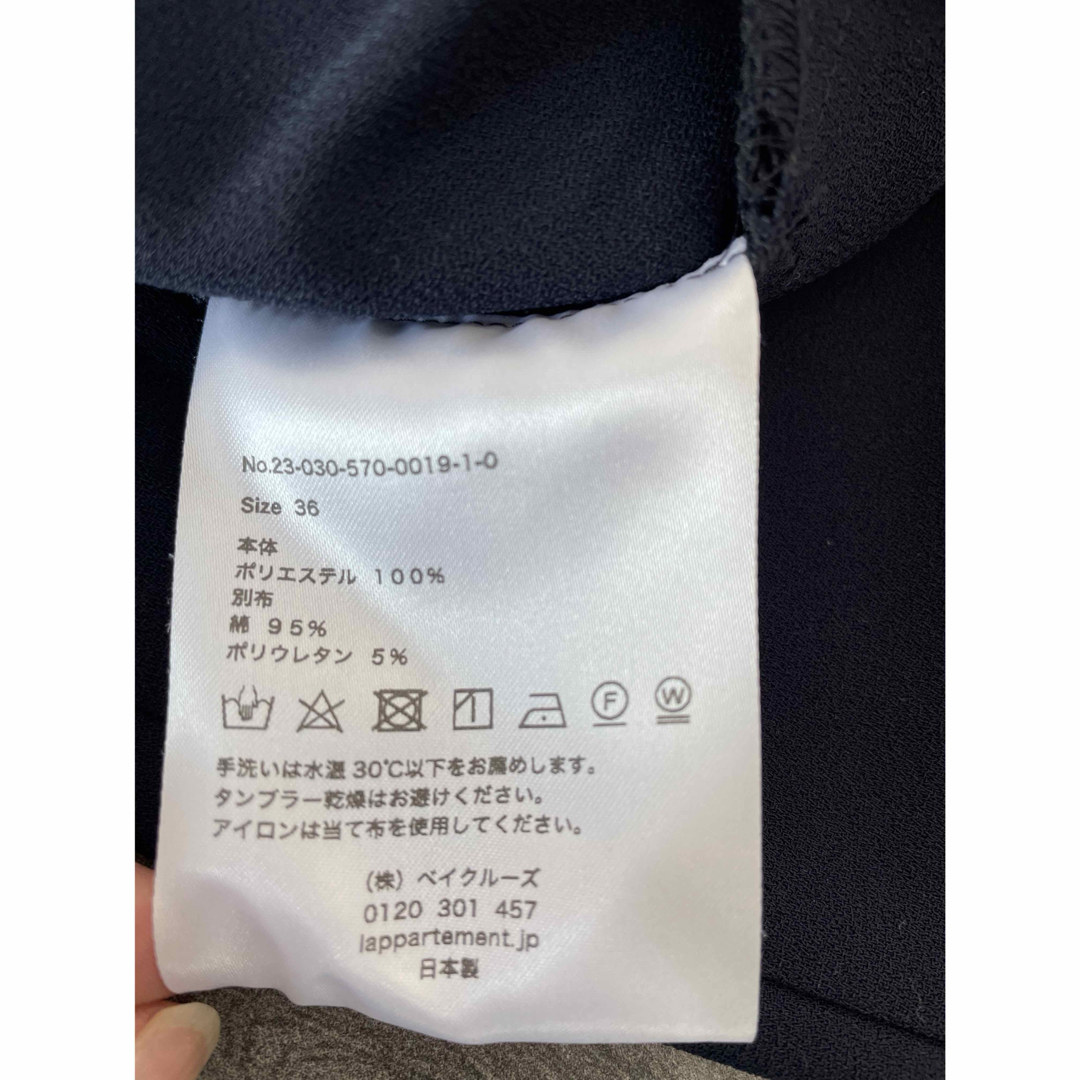 No.23-030-570-0019-1-0
Size 36
本体
ポリエステル 100%
別布
綿 95%
ポリウレタン 5%
F W
手洗いは水温30℃以下をお薦めします。
タンブラー乾燥はお避けください。
アイロンは当て布を使用してください。
(株) ベイクルーズ
0120 301 457
lappartement.jp
日本製